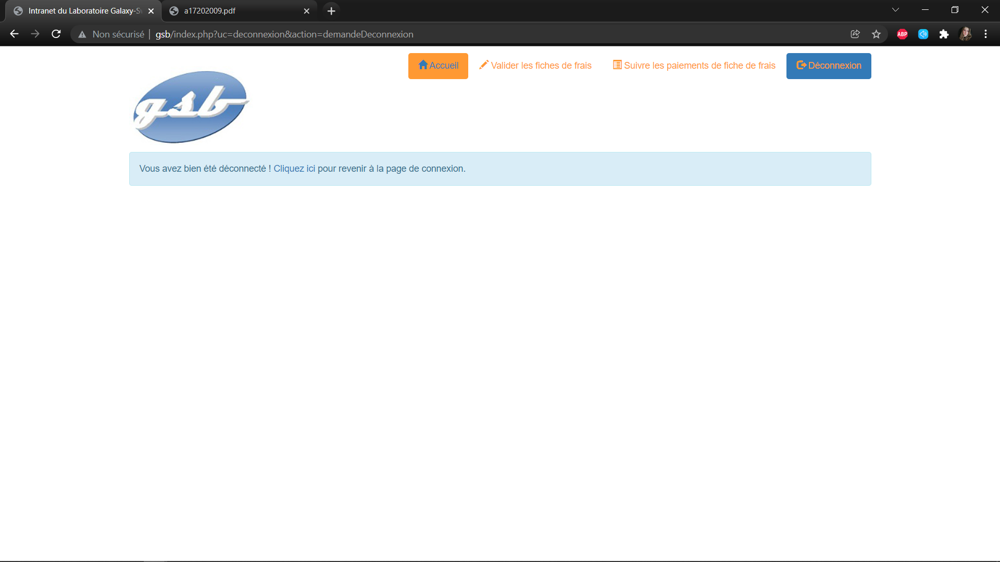 Intranet du Laboratoire Galaxy-Sw
a17202009.pdf
Non sécurisé | gsb/index.php?uc=deconnexion&action=demandeDeconnexion
ABP
Accueil
Valider les fiches de frais
Suivre les paiements de fiche de frais
Déconnexion
gsb
Vous avez bien été déconnecté ! Cliquez ici pour revenir à la page de connexion.